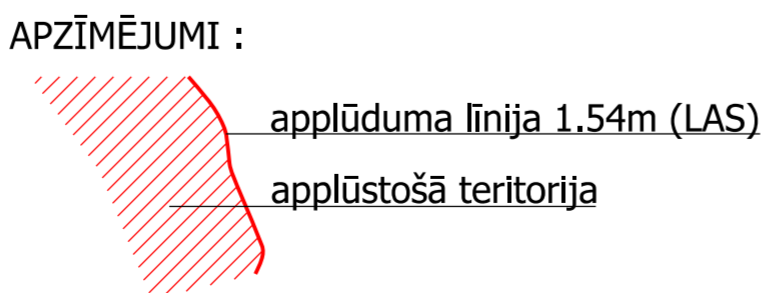 APZĪMĒJUMI :
applūduma līnija 1.54m (LAS)
applūstošā teritorija